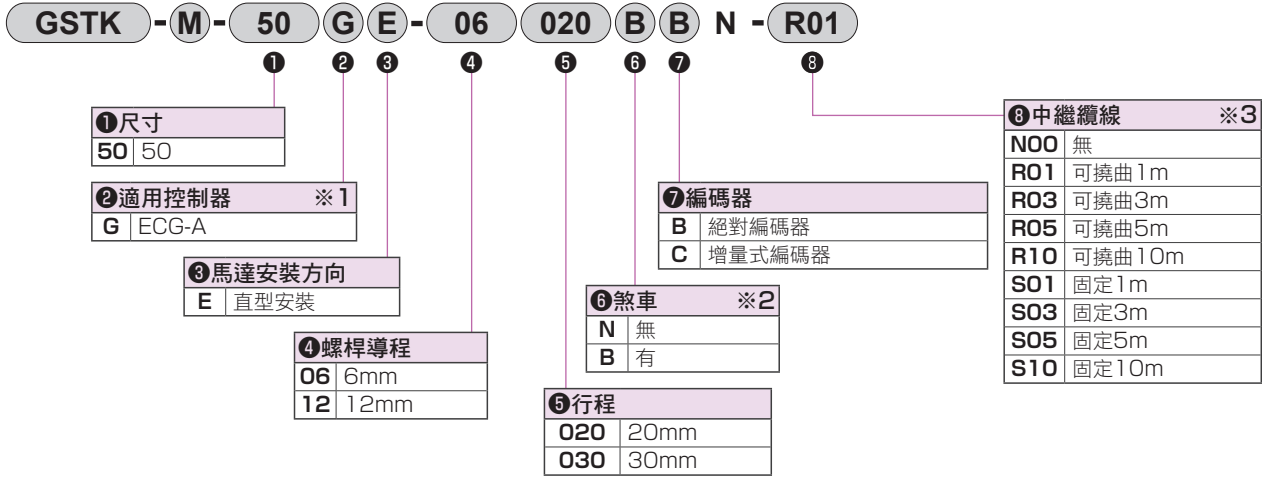 GSTK - M - 50 G E - 06 020 B B N - R01
❶ ❷ ❸ ❹ ❺ ❻ ❼ ❽
❶尺寸
50 50
❷適用控制器 ※1
G ECG-A
❸馬達安裝方向
E 直型安裝
❹螺桿導程
06 6mm
12 12mm
❺行程
020 20mm
030 30mm
❻煞車 ※2
N 無
B 有
❼編碼器
B 絕對編碼器
C 增量式編碼器
❽中繼纜線 ※3
N00 無
R01 可撓曲1m
R03 可撓曲3m
R05 可撓曲5m
R10 可撓曲10m
S01 固定1m
S03 固定3m
S05 固定5m
S10 固定10m